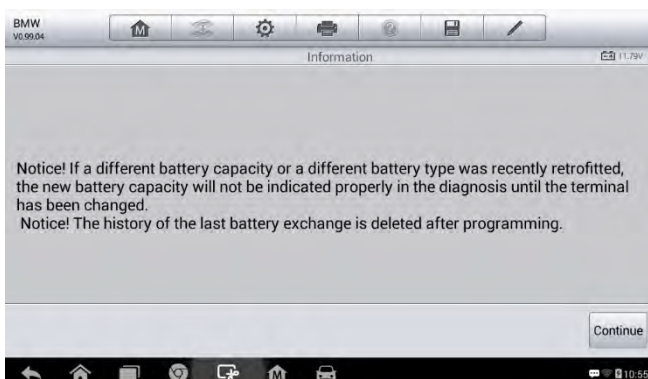 BMW
V0.99.04
Information
11.79V
Notice! If a different battery capacity or a different battery type was recently retrofitted,
the new battery capacity will not be indicated properly in the diagnosis until the terminal
has been changed.
Notice! The history of the last battery exchange is deleted after programming.
Continue
10:55